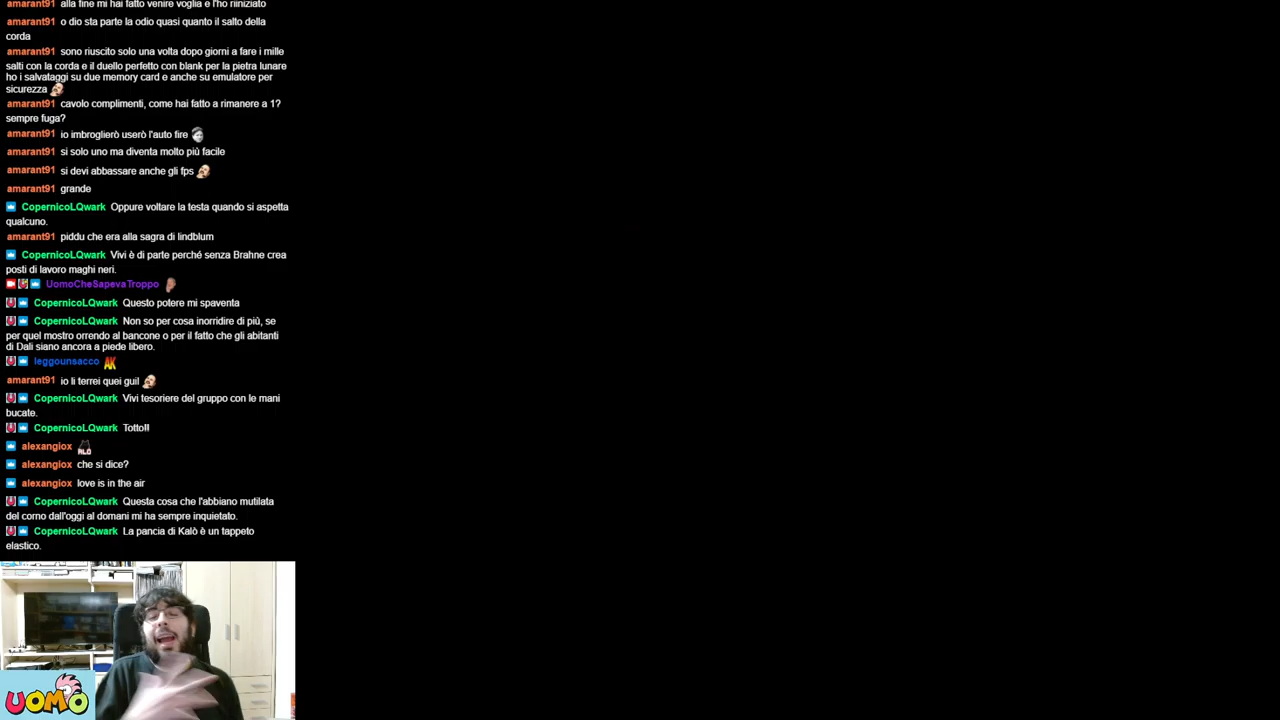 amarant91 alla fine mi hai fatto venire voglia e l'ho riiniziato
amarant91 o dio sta parte la odio quasi quanto il salto della
corda
amarant91 sono riuscito solo una volta dopo giorni a fare i mille
salti con la corda e il duello perfetto con blank per la pietra lunare
ho i salvataggi su due memory card e anche su emulatore per
sicurezza
amarant91 cavolo complimenti, come hai fatto a rimanere a 1?
sempre fuga?
amarant91 io imbroglierò userò l'auto fire
amarant91 si solo uno ma diventa molto più facile
amarant91 si devi abbassare anche gli fps
amarant91 grande
CopernicoLQwark Oppure voltare la testa quando si aspetta
qualcuno.
amarant91 piddu che era alla sagra di lindblum
CopernicoLQwark Vivi è di parte perché senza Brahne crea
posti di lavoro maghi neri.
UomoCheSapevaTroppo
CopernicoLQwark Questo potere mi spaventa
CopernicoLQwark Non so per cosa inorridire di più, se
per quel mostro orrendo al bancone o per il fatto che gli abitanti
di Dali siano ancora a piede libero.
leggounsacco AK
amarant91 io li terrei quei guil
CopernicoLQwark Vivi tesoriere del gruppo con le mani
bucate.
CopernicoLQwark Totto!!
alexangiox RLO
alexangiox che si dice?
alexangiox love is in the air
CopernicoLQwark Questa cosa che l'abbiano mutilata
del corno dall'oggi al domani mi ha sempre inquietato.
CopernicoLQwark La pancia di Kalò è un tappeto
elastico.
UOMO